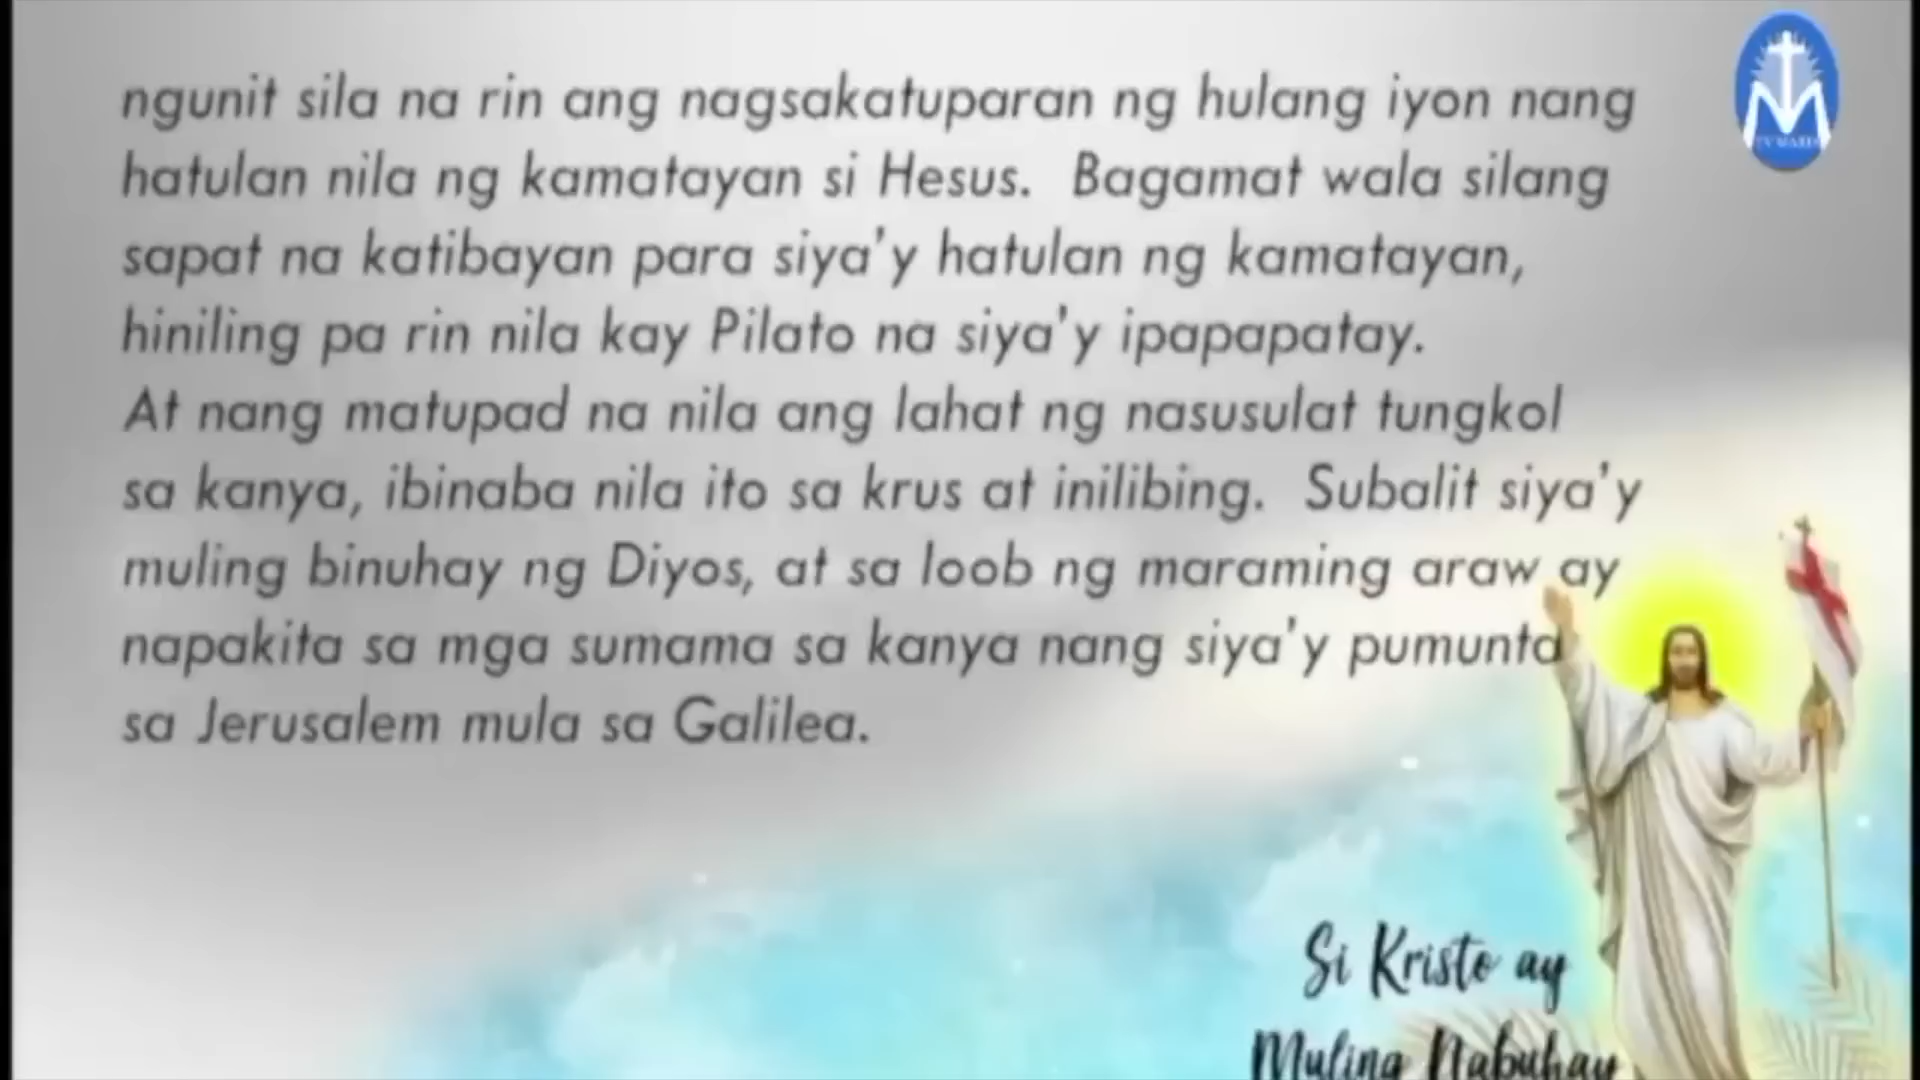 ngunit sila na rin ang nagsakatuparan ng hulang iyon nang
hatulan nila ng kamatayan si Hesus. Bagamat wala silang
sapat na katibayan para siya'y hatulan ng kamatayan,
hiniling pa rin nila kay Pilato na siya'y ipapapatay.
At nang matupad na nila ang lahat ng nasusulat tungkol
sa kanya, ibinaba nila ito sa krus at inilibing. Subalit siya'y
muling binuhay ng Diyos, at sa loob ng maraming araw ay
napakita sa mga sumama sa kanya nang siya'y pumunta
sa Jerusalem mula sa Galilea.
TV MARIA
Si Kristo ay
Muling Nabuhay